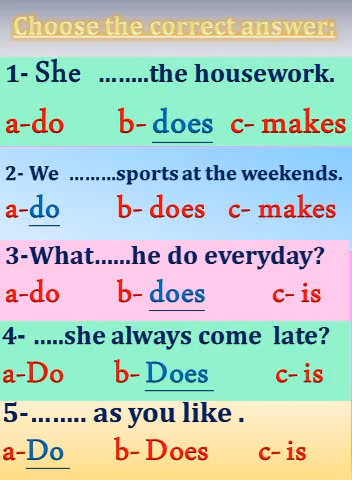 Choose the correct answer:
1- She ........the housework.
a-do b- does c- makes
2- We .........sports at the weekends.
a-do b- does c- makes
3-What......he do everyday?
a-do b- does c- is
4- .....she always come late?
a-Do b- Does c- is
5-........ as you like .
a-Do b- Does c- is